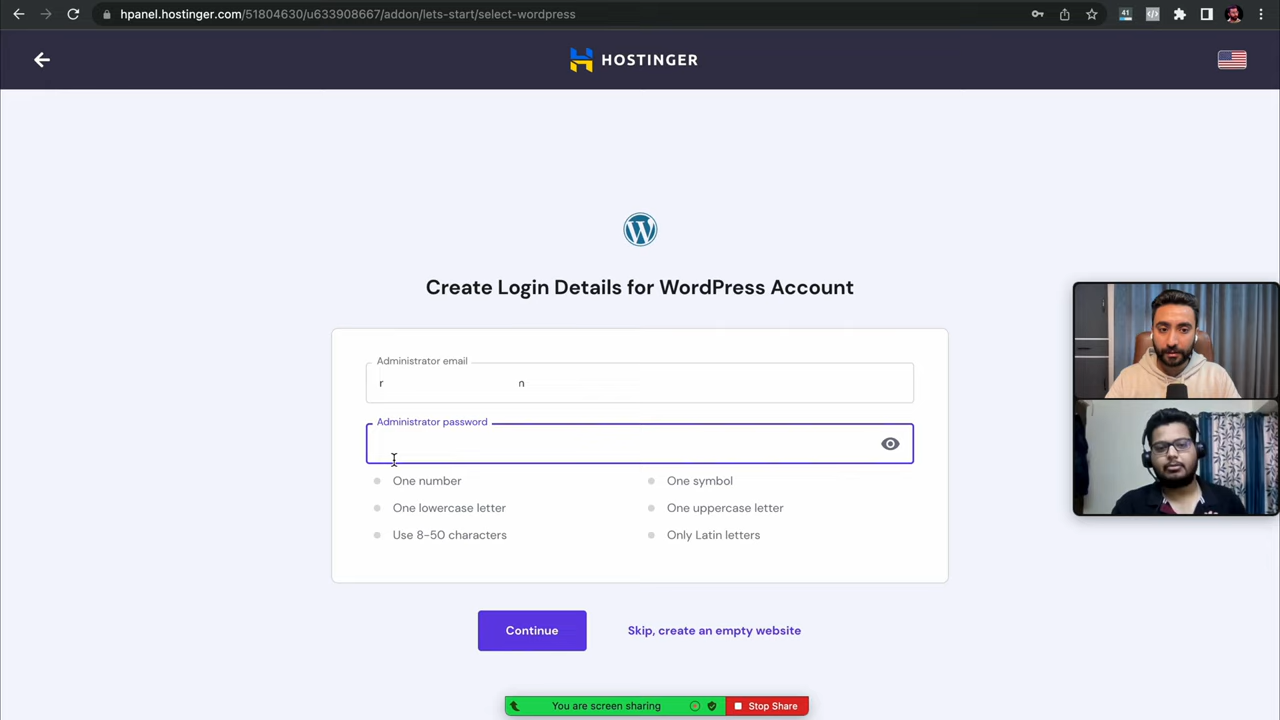 hpanel.hostinger.com/51804630/u633908667/addon/lets-start/select-wordpress
41
HOSTINGER
Create Login Details for WordPress Account
Administrator email
r n
Administrator password
One number
One symbol
One lowercase letter
One uppercase letter
Use 8-50 characters
Only Latin letters
Continue
Skip, create an empty website
You are screen sharing
Stop Share